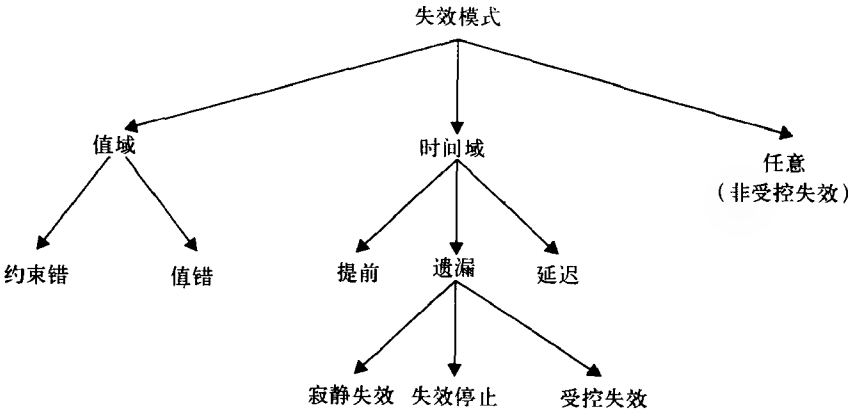 失效模式
值域
时间域
任意
(非受控失效)
约束错
值错
提前
遗漏
延迟
寂静失效
失效停止
受控失效